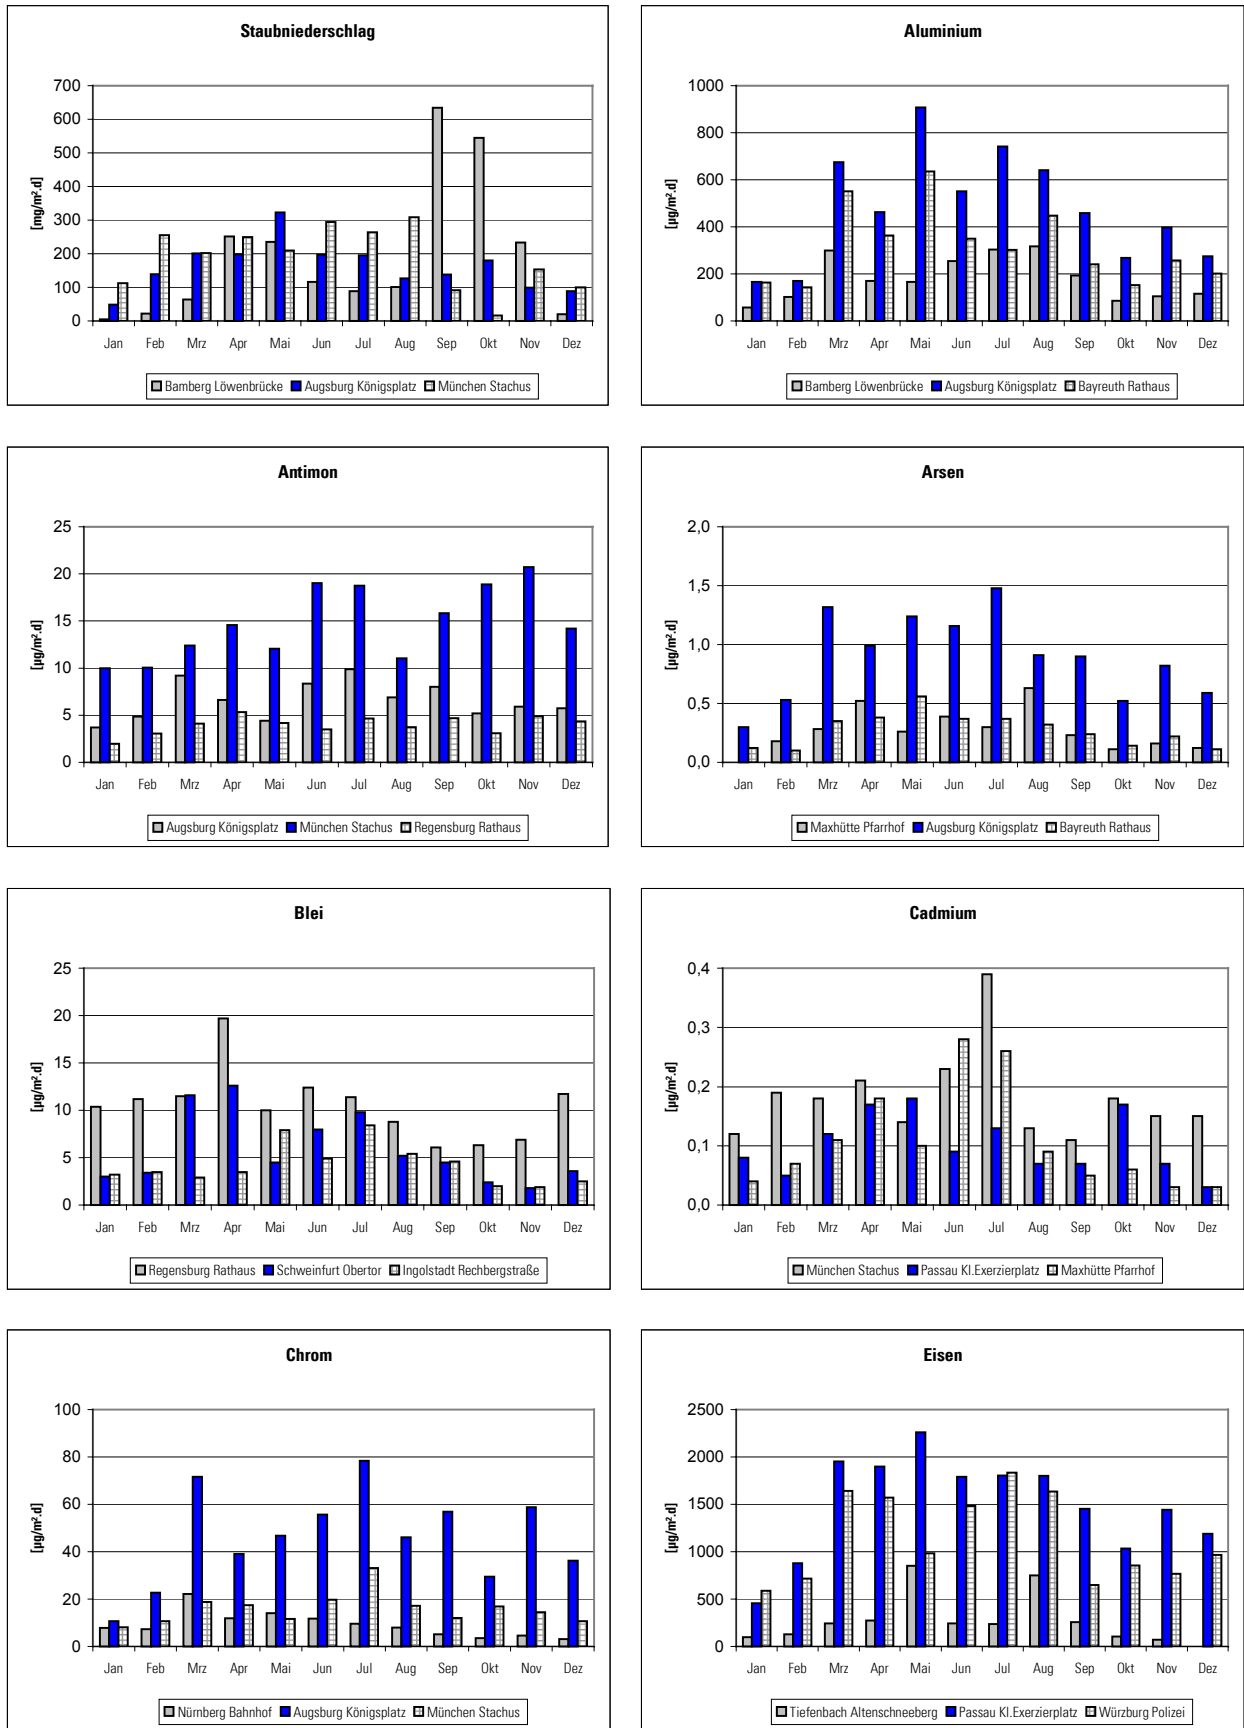 Staubniederschlag
[mg/m².d]
700
600
500
400
300
200
100
0
Jan Feb Mrz Apr Mai Jun Jul Aug Sep Okt Nov Dez
Bamberg Löwenbrücke Augsburg Königsplatz München Stachus
Aluminium
[µg/m².d]
1000
800
600
400
200
0
Jan Feb Mrz Apr Mai Jun Jul Aug Sep Okt Nov Dez
Bamberg Löwenbrücke Augsburg Königsplatz Bayreuth Rathaus
Antimon
[µg/m².d]
25
20
15
10
5
0
Jan Feb Mrz Apr Mai Jun Jul Aug Sep Okt Nov Dez
Augsburg Königsplatz München Stachus Regensburg Rathaus
Arsen
[µg/m².d]
2,0
1,5
1,0
0,5
0,0
Jan Feb Mrz Apr Mai Jun Jul Aug Sep Okt Nov Dez
Maxhütte Pfarrhof Augsburg Königsplatz Bayreuth Rathaus
Blei
[µg/m².d]
25
20
15
10
5
0
Jan Feb Mrz Apr Mai Jun Jul Aug Sep Okt Nov Dez
Regensburg Rathaus Schweinfurt Obertor Ingolstadt Rechbergstraße
Cadmium
[µg/m².d]
0,4
0,3
0,2
0,1
0,0
Jan Feb Mrz Apr Mai Jun Jul Aug Sep Okt Nov Dez
München Stachus Passau Kl.Exerzierplatz Maxhütte Pfarrhof
Chrom
[µg/m².d]
100
80
60
40
20
0
Jan Feb Mrz Apr Mai Jun Jul Aug Sep Okt Nov Dez
Nürnberg Bahnhof Augsburg Königsplatz München Stachus
Eisen
[µg/m².d]
2500
2000
1500
1000
500
0
Jan Feb Mrz Apr Mai Jun Jul Aug Sep Okt Nov Dez
Tiefenbach Altenschneeberg Passau Kl.Exerzierplatz Würzburg Polizei